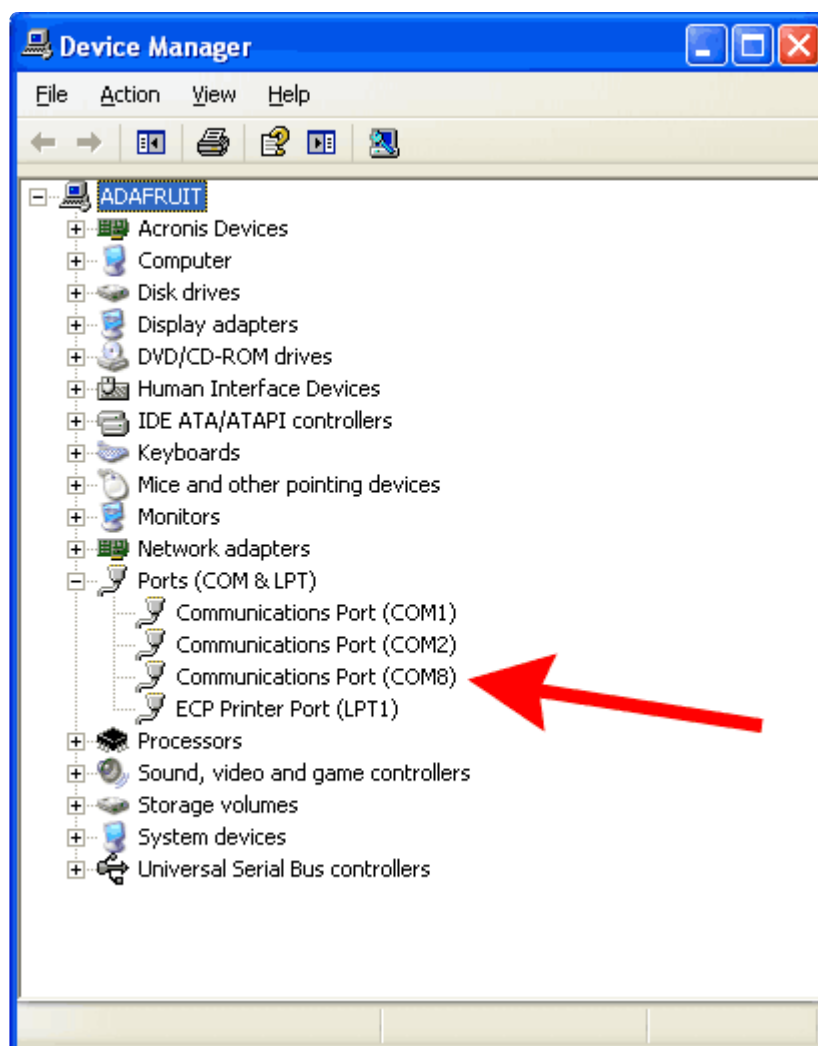 Device Manager
File Action View Help
ADAFRUIT
Acronis Devices
Computer
Disk drives
Display adapters
DVD/CD-ROM drives
Human Interface Devices
IDE ATA/ATAPI controllers
Keyboards
Mice and other pointing devices
Monitors
Network adapters
Ports (COM & LPT)
Communications Port (COM1)
Communications Port (COM2)
Communications Port (COM8)
ECP Printer Port (LPT1)
Processors
Sound, video and game controllers
Storage volumes
System devices
Universal Serial Bus controllers